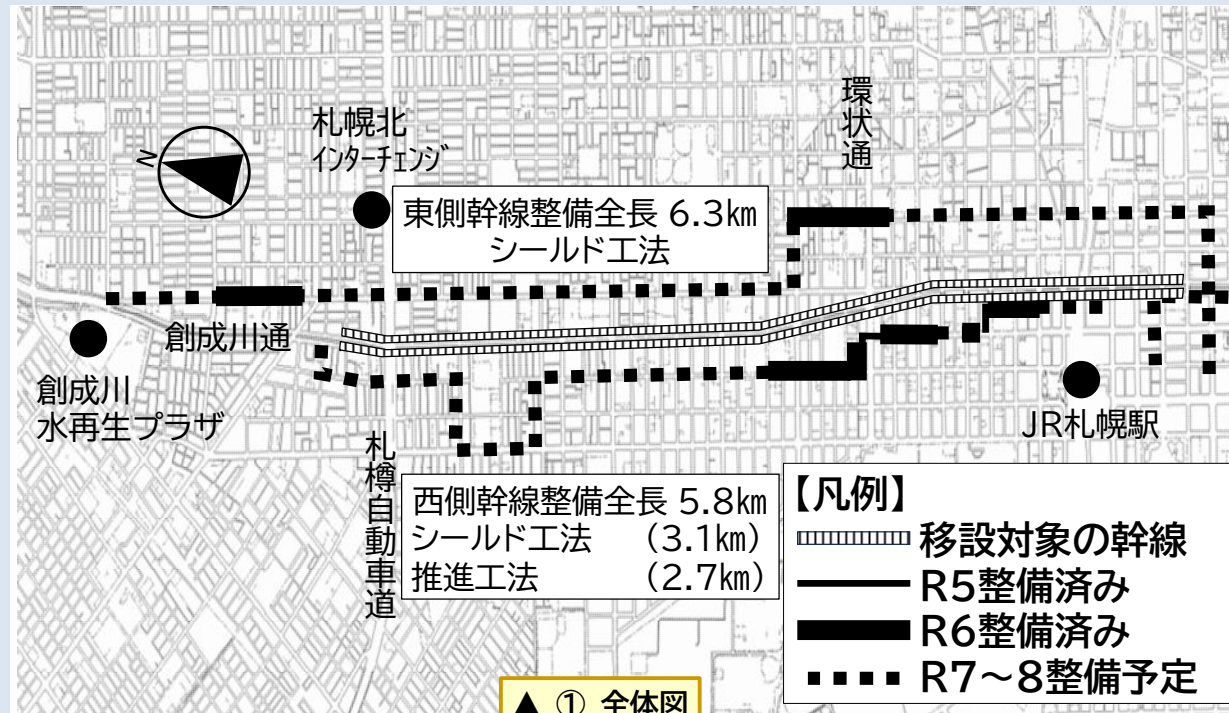 環状通
札幌北
ｲﾝﾀｰﾁｪﾝｼﾞ
N
東側幹線整備全長 6.3㎞
シールド工法
創成川通
創成川
水再生プラザ
JR札幌駅
札樽自動車道
西側幹線整備全長 5.8㎞
シールド工法 （3.1㎞）
推進工法 （2.7㎞）
【凡例】
移設対象の幹線
R5整備済み
R6整備済み
R7～8整備予定
▲ ① 全体図